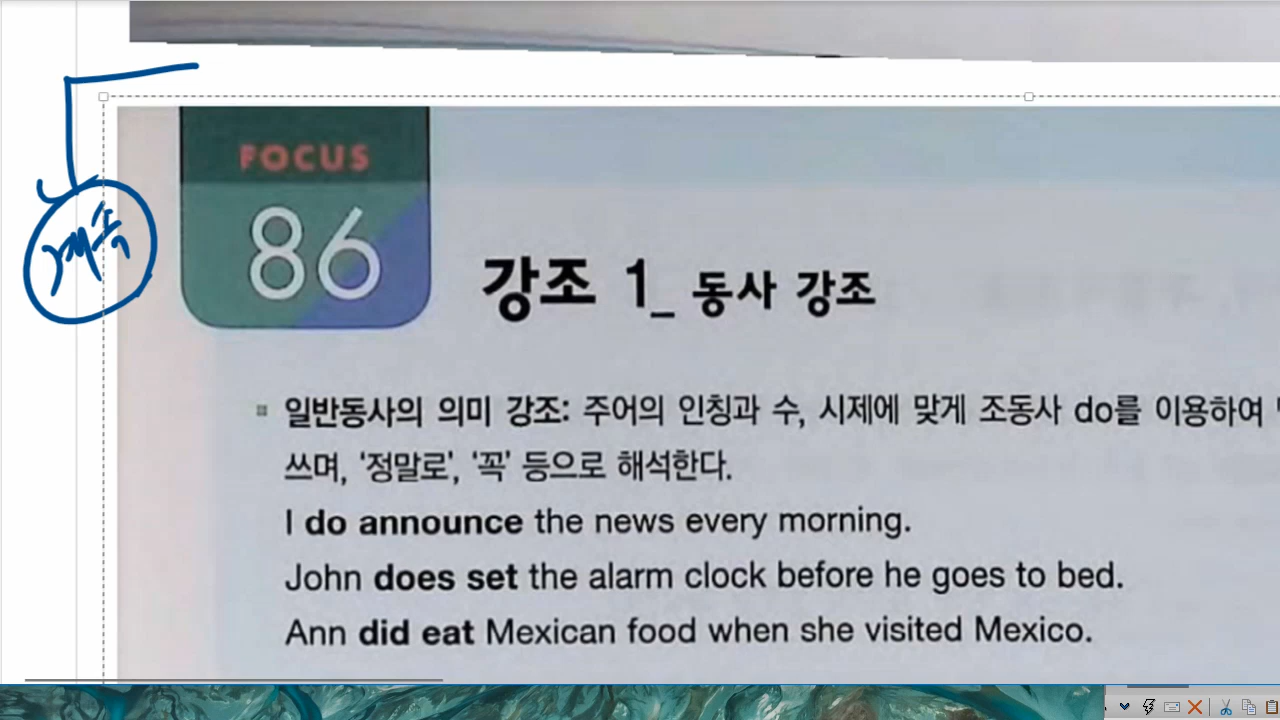 FOCUS
86
강조 1_ 동사 강조
일반동사의 의미 강조: 주어의 인칭과 수, 시제에 맞게 조동사 do를 이용하여
쓰며, ‘정말로’, ‘꼭’ 등으로 해석한다.
I do announce the news every morning.
John does set the alarm clock before he goes to bed.
Ann did eat Mexican food when she visited Mexico.